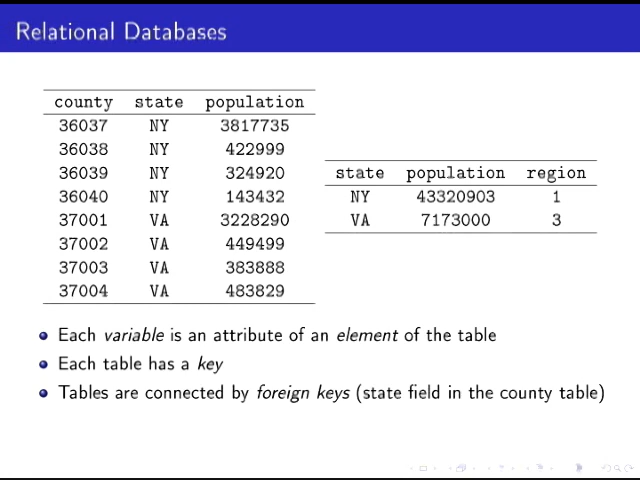 Relational Databases
county state population
36037 NY 3817735
36038 NY 422999
36039 NY 324920
36040 NY 143432
37001 VA 3228290
37002 VA 449499
37003 VA 383888
37004 VA 483829
state population region
NY 43320903 1
VA 7173000 3
Each variable is an attribute of an element of the table
Each table has a key
Tables are connected by foreign keys (state field in the county table)